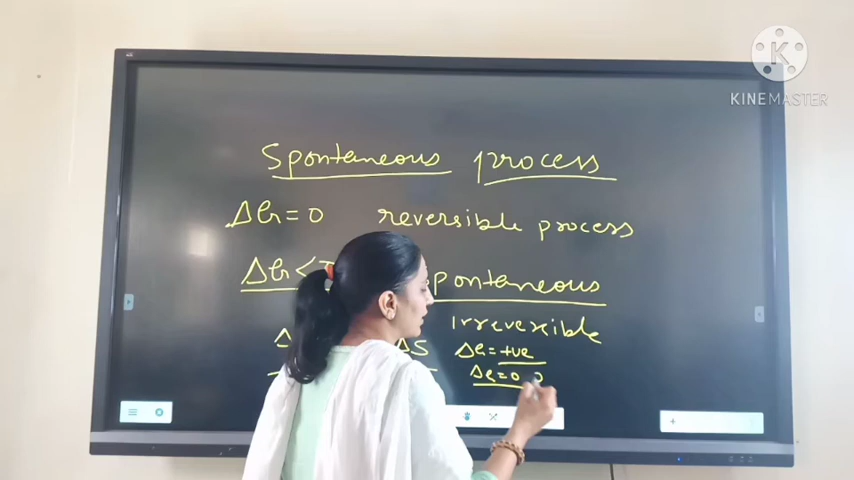 KINEMASTER
Spontaneous process
ΔG = 0 reversible process
ΔG < pontaneous
Irreversible
ΔS ΔG = +ve
ΔG = 0